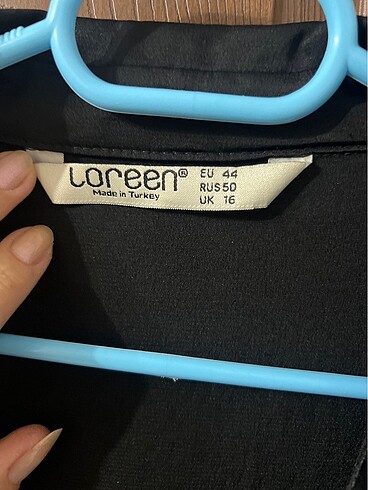 Loreen®
Made in Turkey
EU 44
RUS 50
UK 16